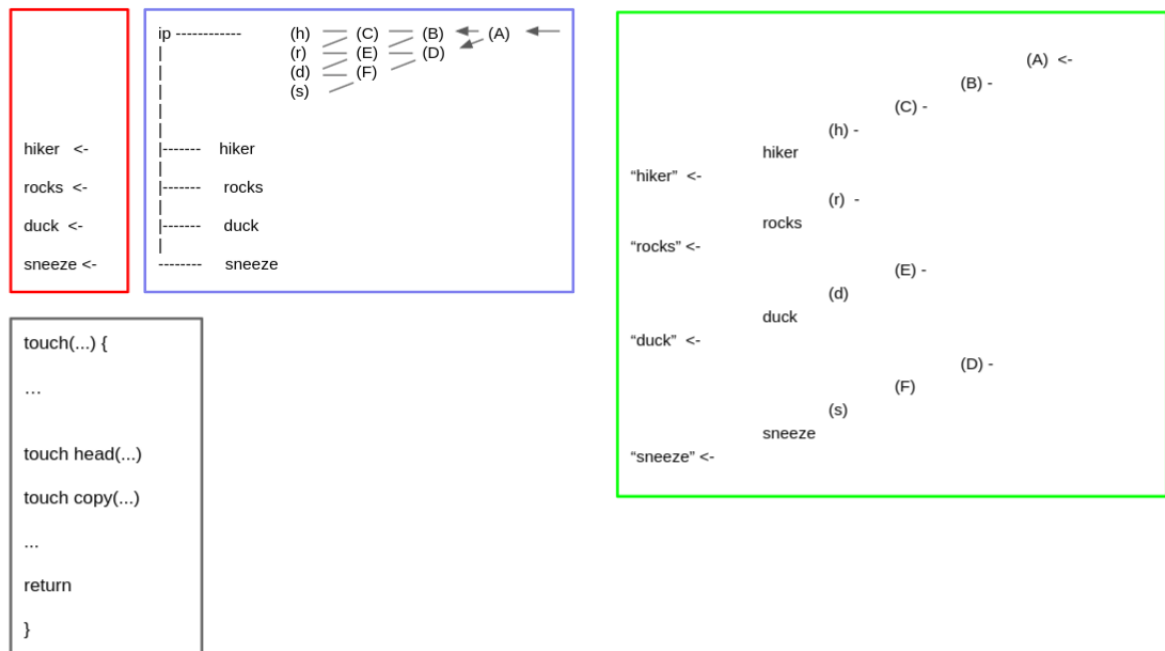 ip ------------ (h) (C) (B) (A)
(r) (E) (D)
(d) (F)
(s)
hiker <-
rocks <-
duck <-
sneeze <-
|------- hiker
|------- rocks
|------- duck
-------- sneeze
touch(...) {
...
touch head(...)
touch copy(...)
...
return
}
(A) <-
(B) -
(C) -
(h) -
hiker
“hiker” <-
(r) -
rocks
“rocks” <-
(E) -
(d)
duck
“duck” <-
(D) -
(F)
(s)
sneeze
“sneeze” <-